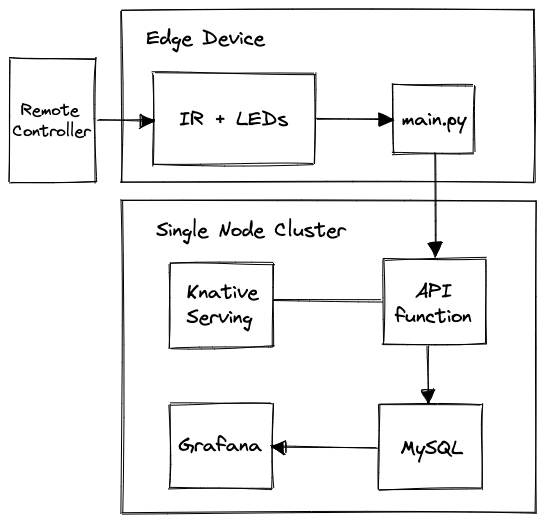 Edge Device
Remote
Controller
IR + LEDs
main.py
Single Node Cluster
Knative
Serving
API
function
Grafana
MySQL